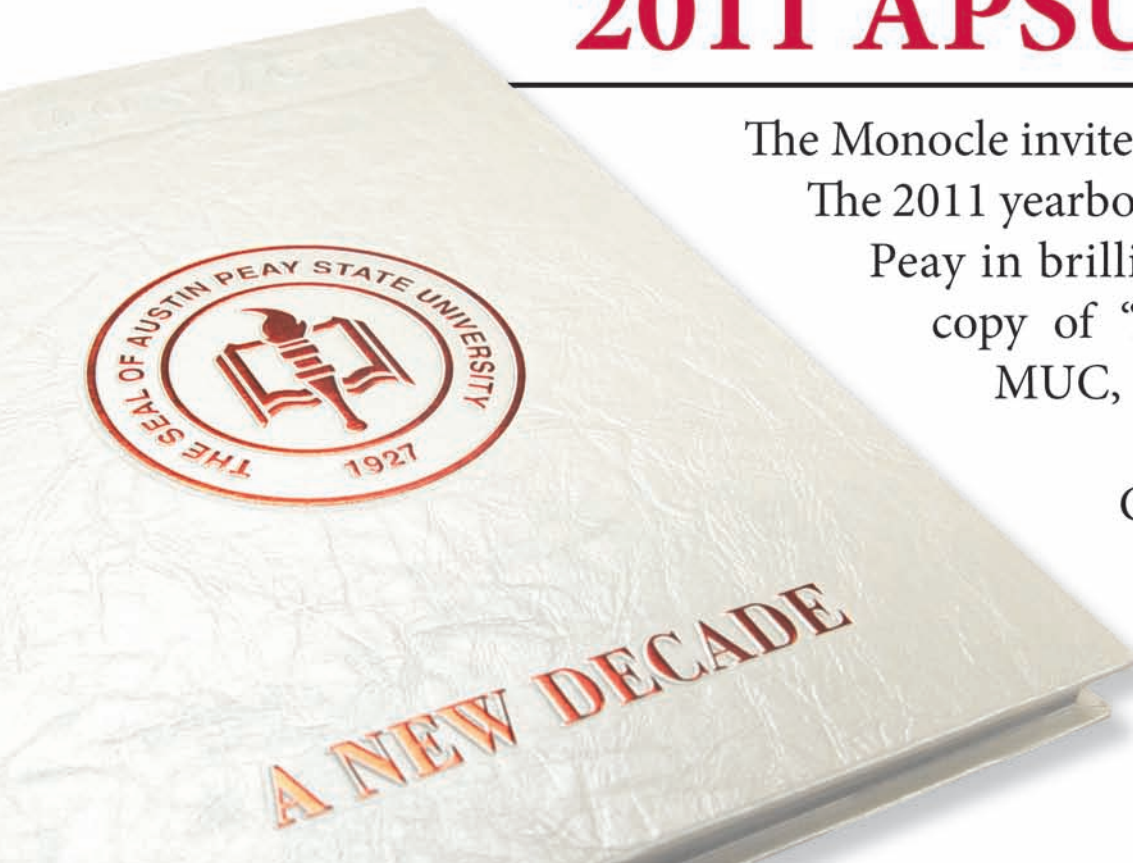 2011 APSU
The Monocle invite
The 2011 yearbo
Peay in brilli
copy of “
MUC,
THE SEAL OF AUSTIN PEAY STATE UNIVERSITY
1927
A NEW DECADE